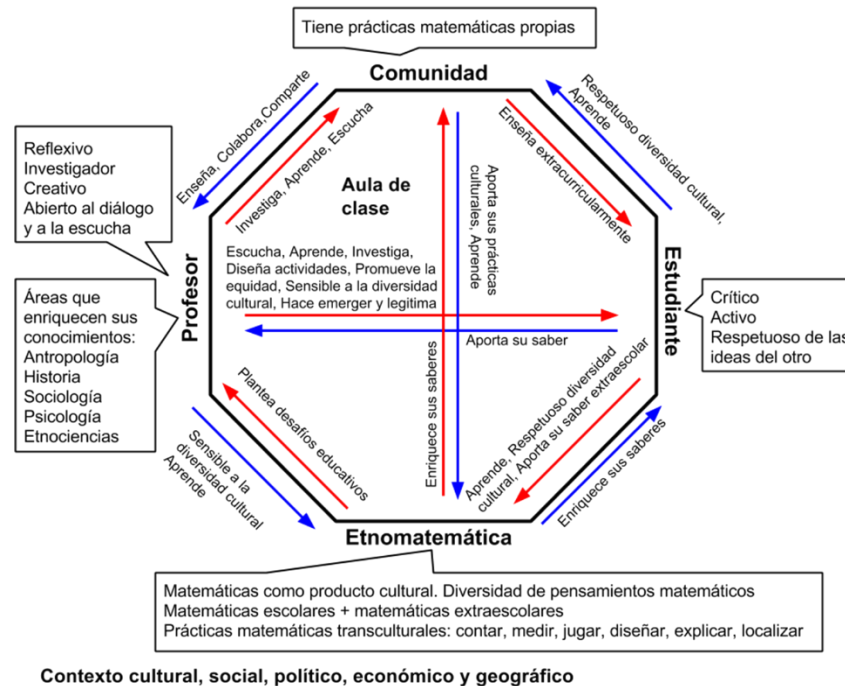 Tiene prácticas matemáticas propias
Comunidad
Enseña, Colabora,Comparte
Investiga, Aprende, Escucha
Respetuoso diversidad cultural,
Aprende
Enseña extracurricularmente
Reflexivo
Investigador
Creativo
Abierto al diálogo
y a la escucha
Aula de
clase
Aporta sus prácticas
culturales, Aprende
Escucha, Aprende, Investiga,
Diseña actividades, Promueve la
equidad, Sensible a la diversidad
cultural, Hace emerger y legitima
Profesor
Estudiante
Áreas que
enriquecen sus
conocimientos:
Antropología
Historia
Sociología
Psicología
Etnociencias
Crítico
Activo
Respetuoso de las
ideas del otro
Aporta su saber
Plantea desafíos educativos
Enriquece sus saberes
Aprende, Respetuoso diversidad
cultural, Aporta su saber extraescolar
Sensible a la
diversidad cultural
Aprende
Enriquece sus saberes
Etnomatemática
Matemáticas como producto cultural. Diversidad de pensamientos matemáticos
Matemáticas escolares + matemáticas extraescolares
Prácticas matemáticas transculturales: contar, medir, jugar, diseñar, explicar, localizar
Contexto cultural, social, político, económico y geográfico